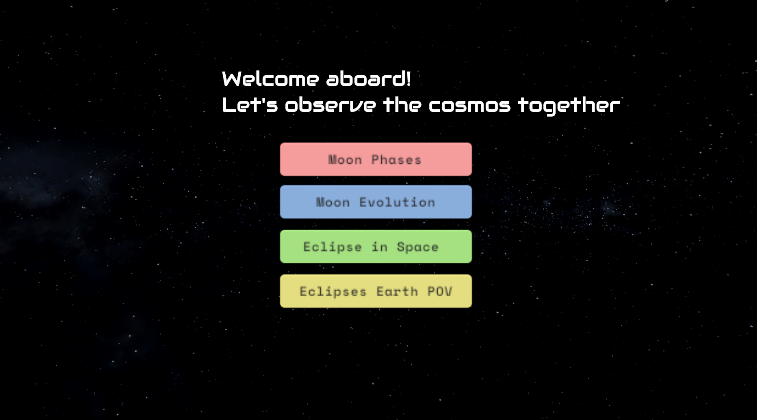 Welcome aboard!
Let's observe the cosmos together
Moon Phases
Moon Evolution
Eclipse in Space
Eclipses Earth POV